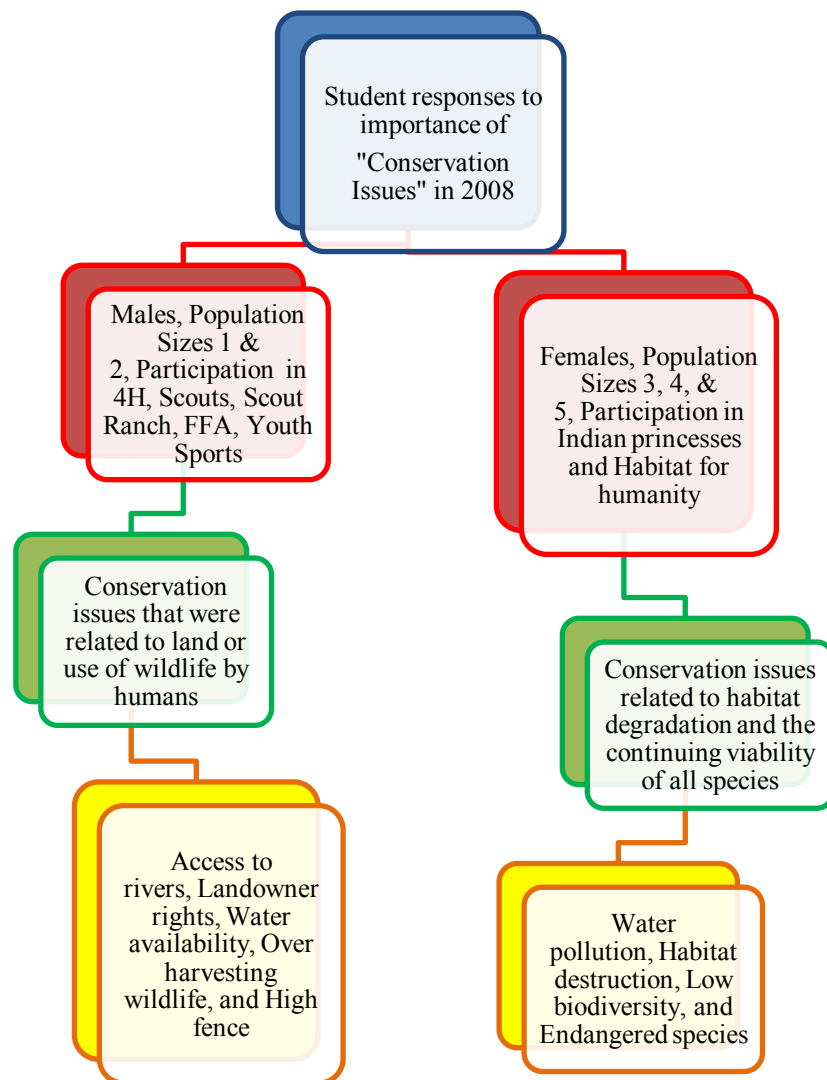 Student responses to
importance of
"Conservation
Issues" in 2008
Males, Population
Sizes 1 &
2, Participation in
4H, Scouts, Scout
Ranch, FFA, Youth
Sports
Females, Population
Sizes 3, 4, &
5, Participation in
Indian princesses
and Habitat for
humanity
Conservation
issues that were
related to land or
use of wildlife by
humans
Conservation issues
related to habitat
degradation and the
continuing viability
of all species
Access to
rivers, Landowner
rights, Water
availability, Over
harvesting
wildlife, and High
fence
Water
pollution, Habitat
destruction, Low
biodiversity, and
Endangered species